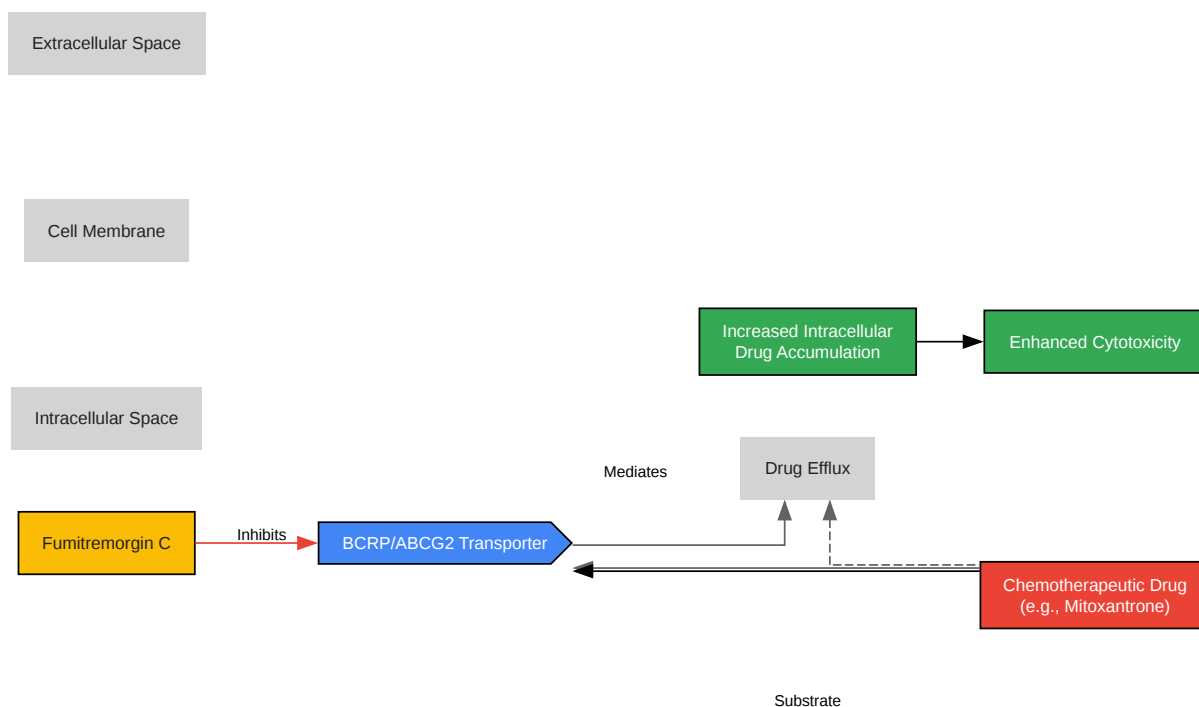 Extracellular Space
Cell Membrane
Increased Intracellular
Drug Accumulation
Enhanced Cytotoxicity
Intracellular Space
Mediates
Drug Efflux
Fumitremorgin C
Inhibits
BCRP/ABCG2 Transporter
Chemotherapeutic Drug
(e.g., Mitoxantrone)
Substrate